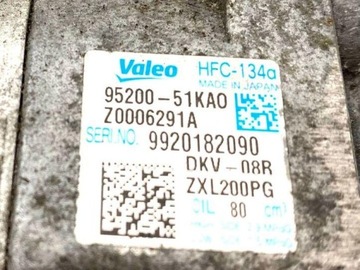 Valeo HFC-134a
MADE IN JAPAN
95200-51KA0
Z0006291A
SERI.NO. 9920182090
DKV-08R
ZXL200PG
OIL 80 cm³